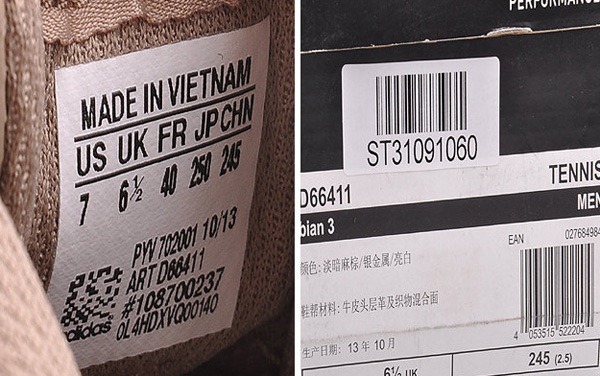 MADE IN VIETNAM
US UK FR JP CHN
7 6½ 40 250 245
PYV 702001 10/13
ART D66411
#108700237
adidas 0L4HDXVQ00140
PERFORMANCE
ST31091060
D66411 TENNIS
MEN
bian 3
EAN 027684984
颜色: 淡暗麻棕/银金属/亮白
鞋帮材料: 牛皮头层革及织物混合面
4 053515 522204
生产日期: 13 年 10 月
6½ UK 245 (2.5)